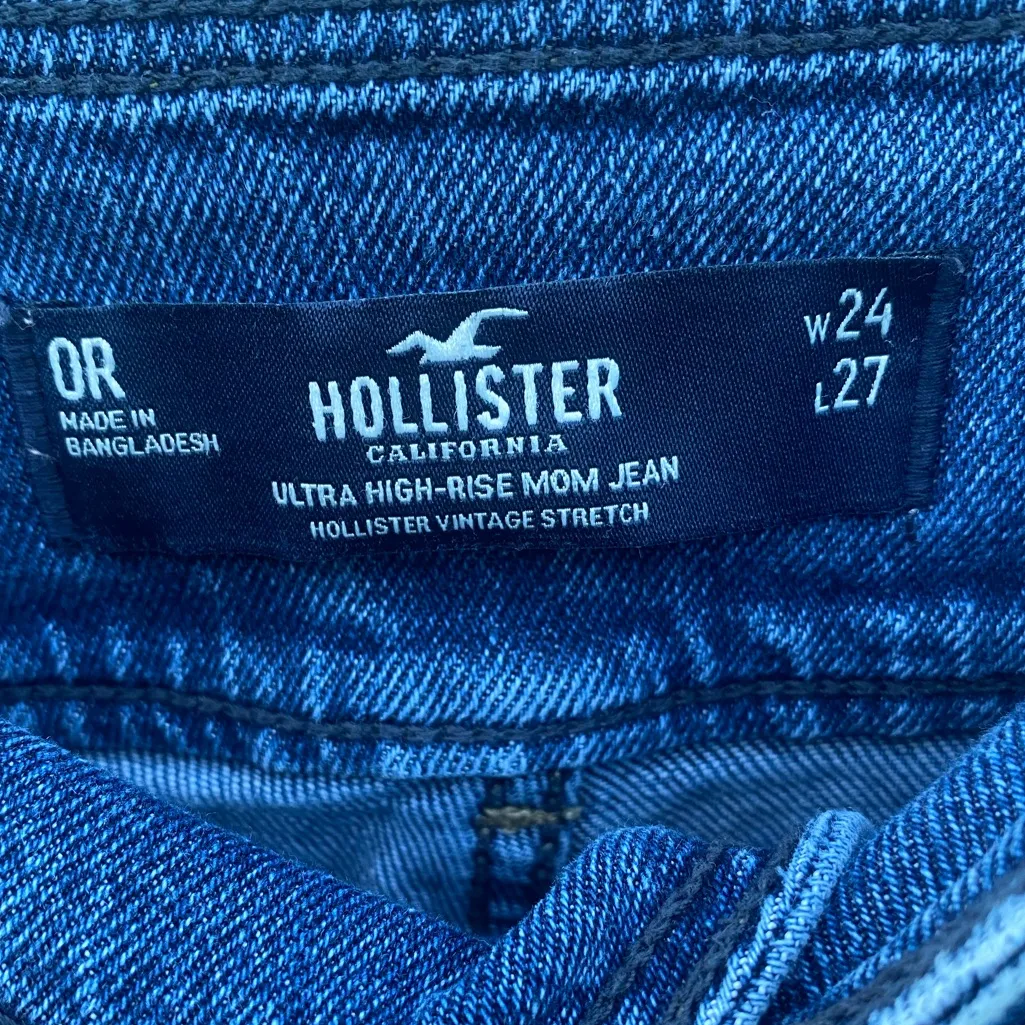 0R
MADE IN
BANGLADESH
HOLLISTER
CALIFORNIA
ULTRA HIGH-RISE MOM JEAN
HOLLISTER VINTAGE STRETCH
W24
L27